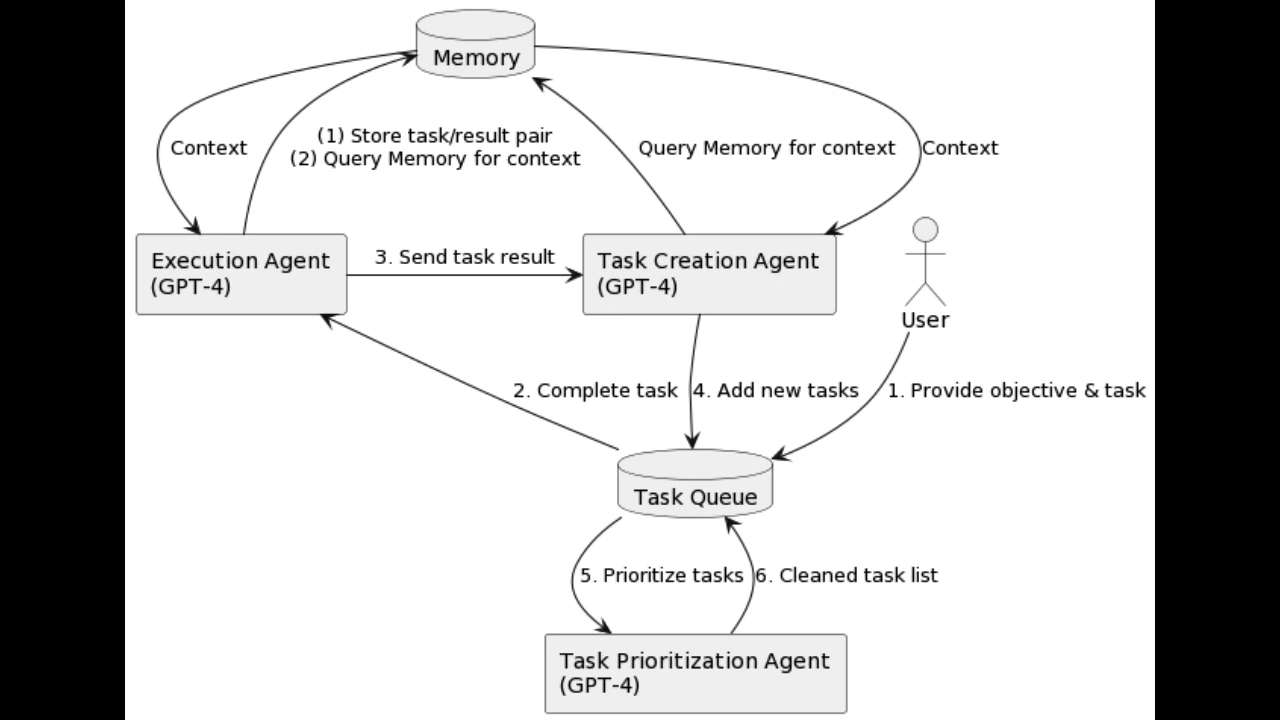 Memory
Context
(1) Store task/result pair
(2) Query Memory for context
Query Memory for context
Context
Execution Agent
(GPT-4)
3. Send task result
Task Creation Agent
(GPT-4)
User
2. Complete task
4. Add new tasks
1. Provide objective & task
Task Queue
5. Prioritize tasks
6. Cleaned task list
Task Prioritization Agent
(GPT-4)